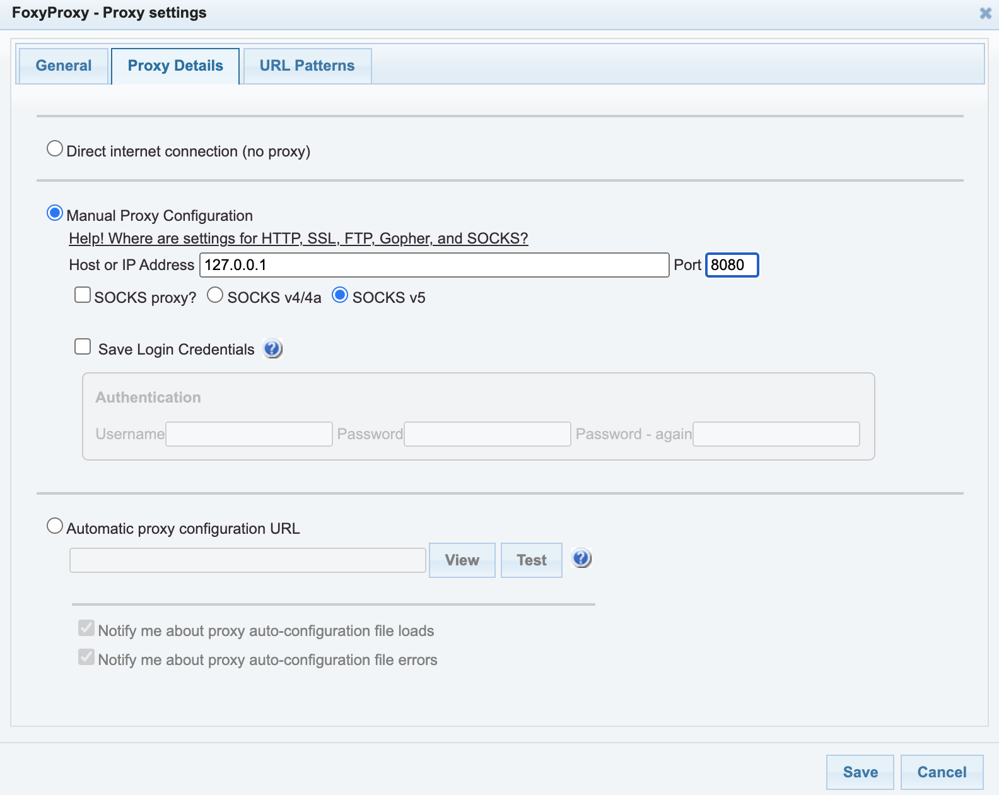 FoxyProxy - Proxy settings
General Proxy Details URL Patterns
Direct internet connection (no proxy)
Manual Proxy Configuration
Help! Where are settings for HTTP, SSL, FTP, Gopher, and SOCKS?
Host or IP Address 127.0.0.1 Port 8080
SOCKS proxy? SOCKS v4/4a SOCKS v5
Save Login Credentials ?
Authentication
Username Password Password - again
Automatic proxy configuration URL
View Test ?
Notify me about proxy auto-configuration file loads
Notify me about proxy auto-configuration file errors
Save Cancel